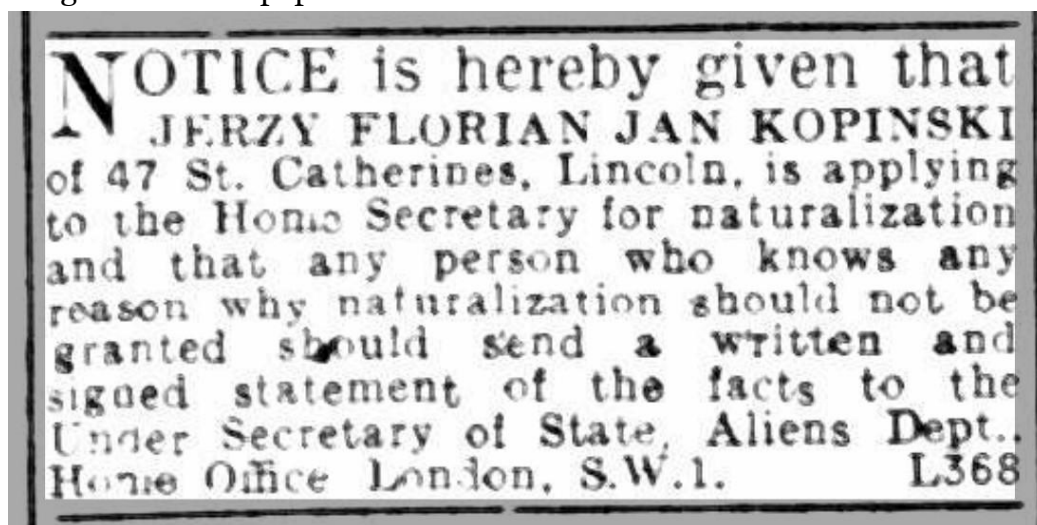 NOTICE is hereby given that
JERZY FLORIAN JAN KOPINSKI
of 47 St. Catherines, Lincoln, is applying
to the Home Secretary for naturalization
and that any person who knows any
reason why naturalization should not be
granted should send a written and
signed statement of the facts to the
Under Secretary of State, Aliens Dept.,
Home Office London, S.W.1. L368